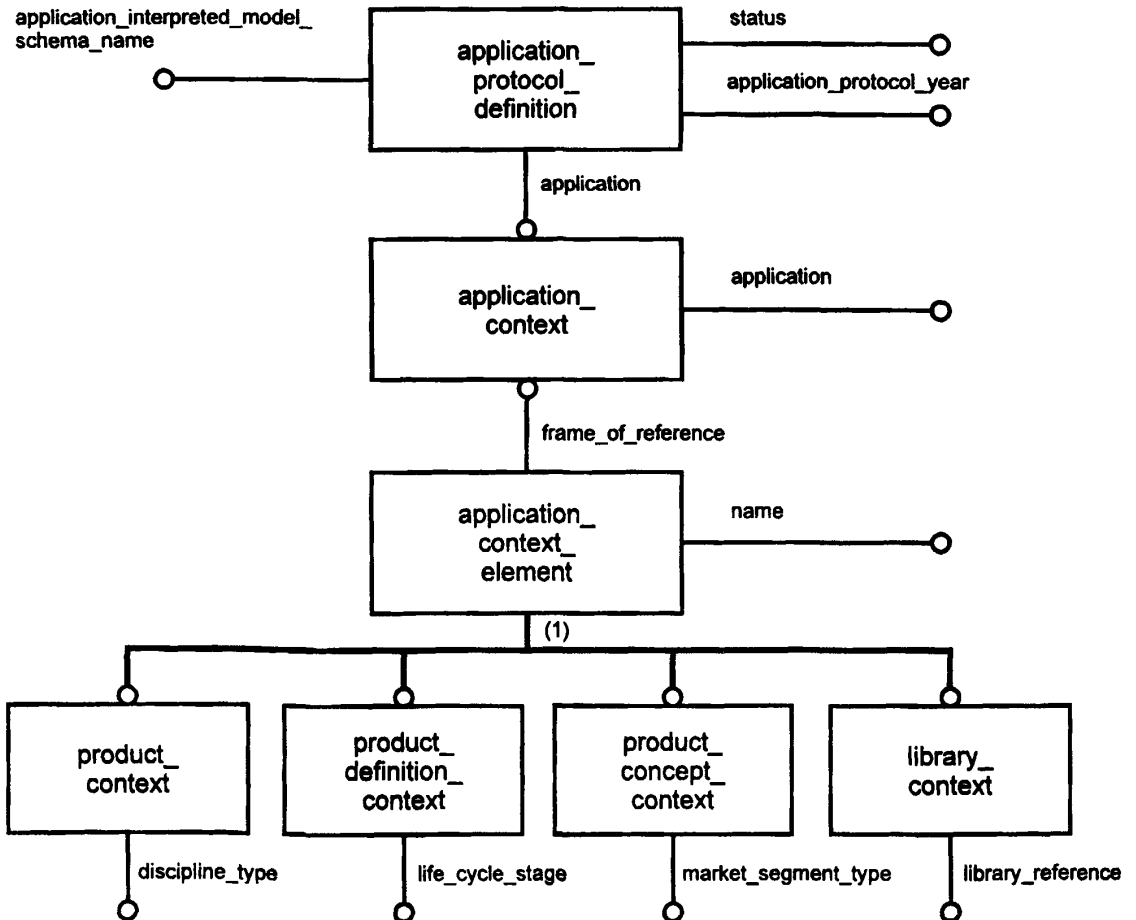 application_interpreted_model_
schema_name
application_
protocol_
definition
status
application_protocol_year
application
application_
context
application
frame_of_reference
application_
context_
element
name
(1)
product_
context
product_
definition_
context
product_
concept_
context
library_
context
discipline_type
life_cycle_stage
market_segment_type
library_reference